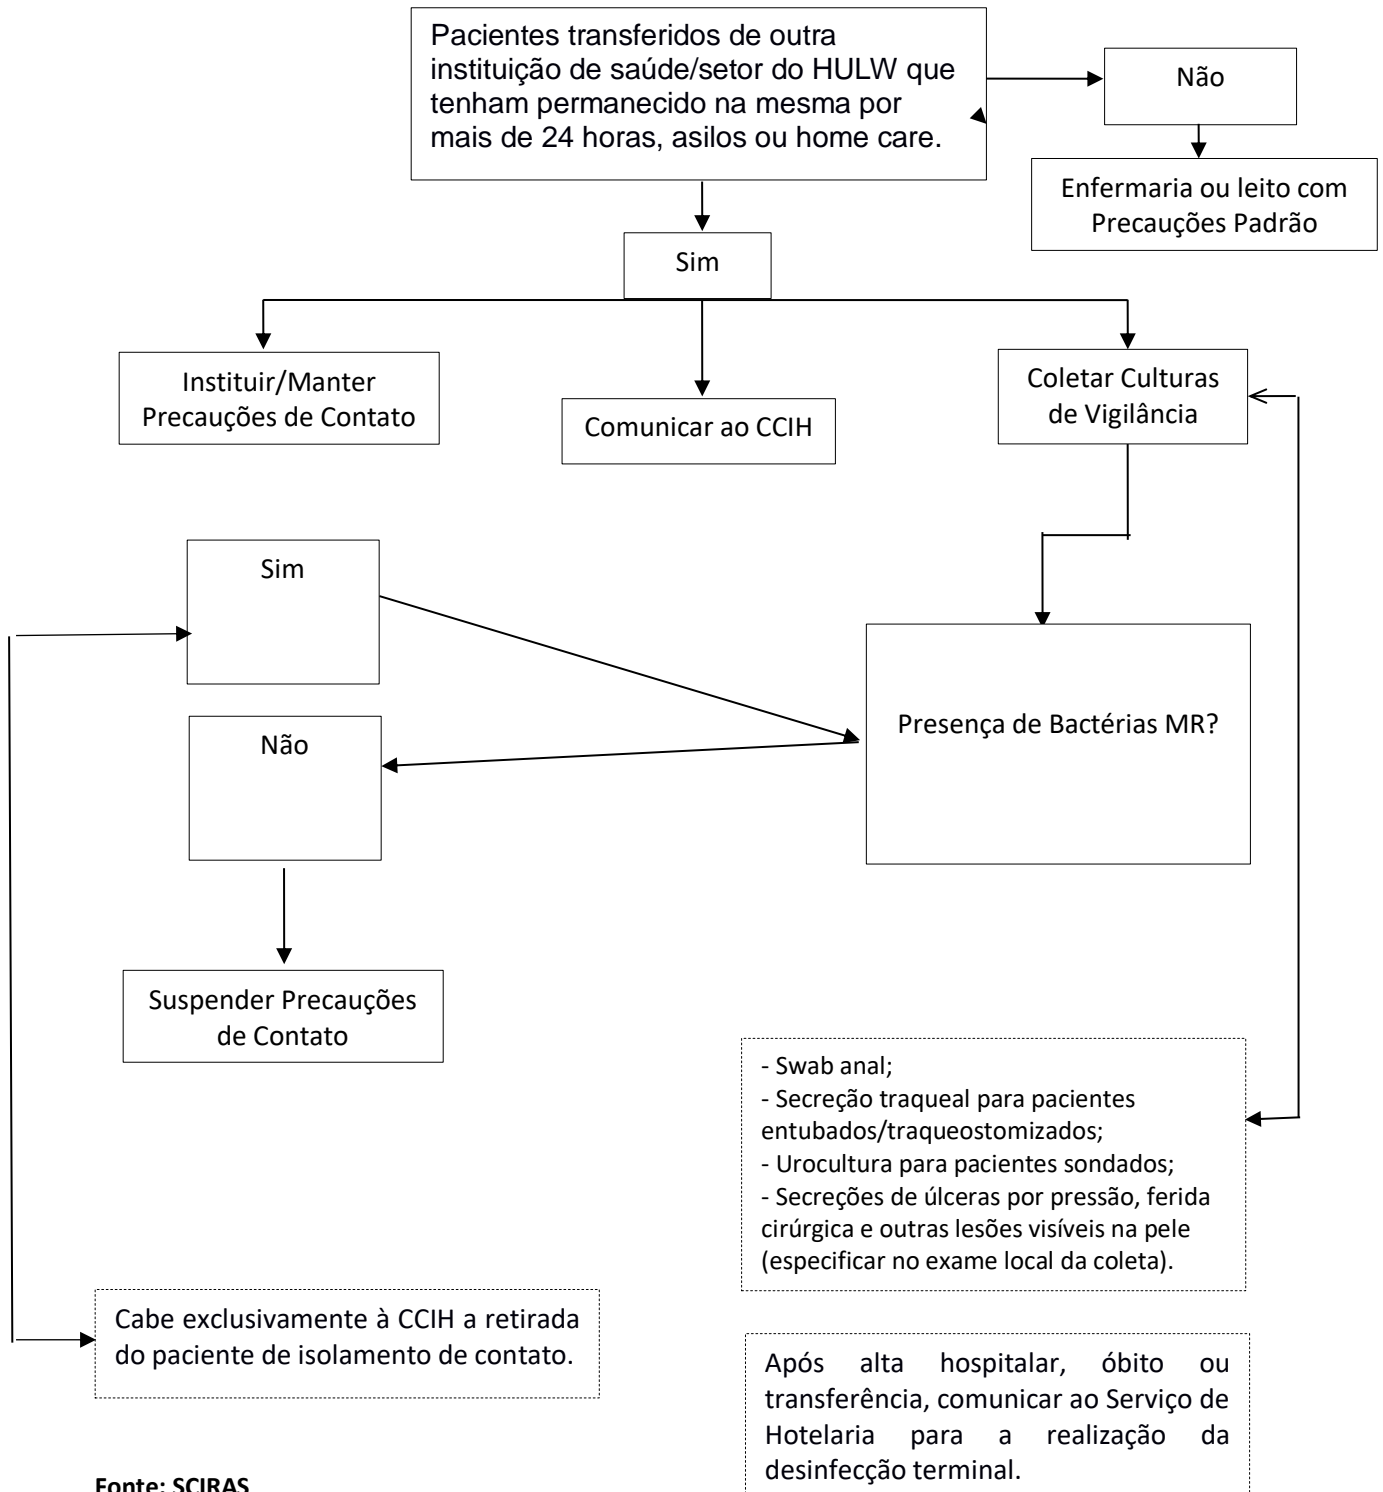 Pacientes transferidos de outra
instituição de saúde/setor do HULW que
tenham permanecido na mesma por
mais de 24 horas, asilos ou home care.
Não
Enfermaria ou leito com
Precauções Padrão
Sim
Instituir/Manter
Precauções de Contato
Comunicar ao CCIH
Coletar Culturas
de Vigilância
Sim
Não
Presença de Bactérias MR?
Suspender Precauções
de Contato
- Swab anal;
- Secreção traqueal para pacientes
entubados/traqueostomizados;
- Urocultura para pacientes sondados;
- Secreções de úlceras por pressão, ferida
cirúrgica e outras lesões visíveis na pele
(especificar no exame local da coleta).
Cabe exclusivamente à CCIH a retirada
do paciente de isolamento de contato.
Após alta hospitalar, óbito ou
transferência, comunicar ao Serviço de
Hotelaria para a realização da
desinfecção terminal.
Fonte: SCIRAS